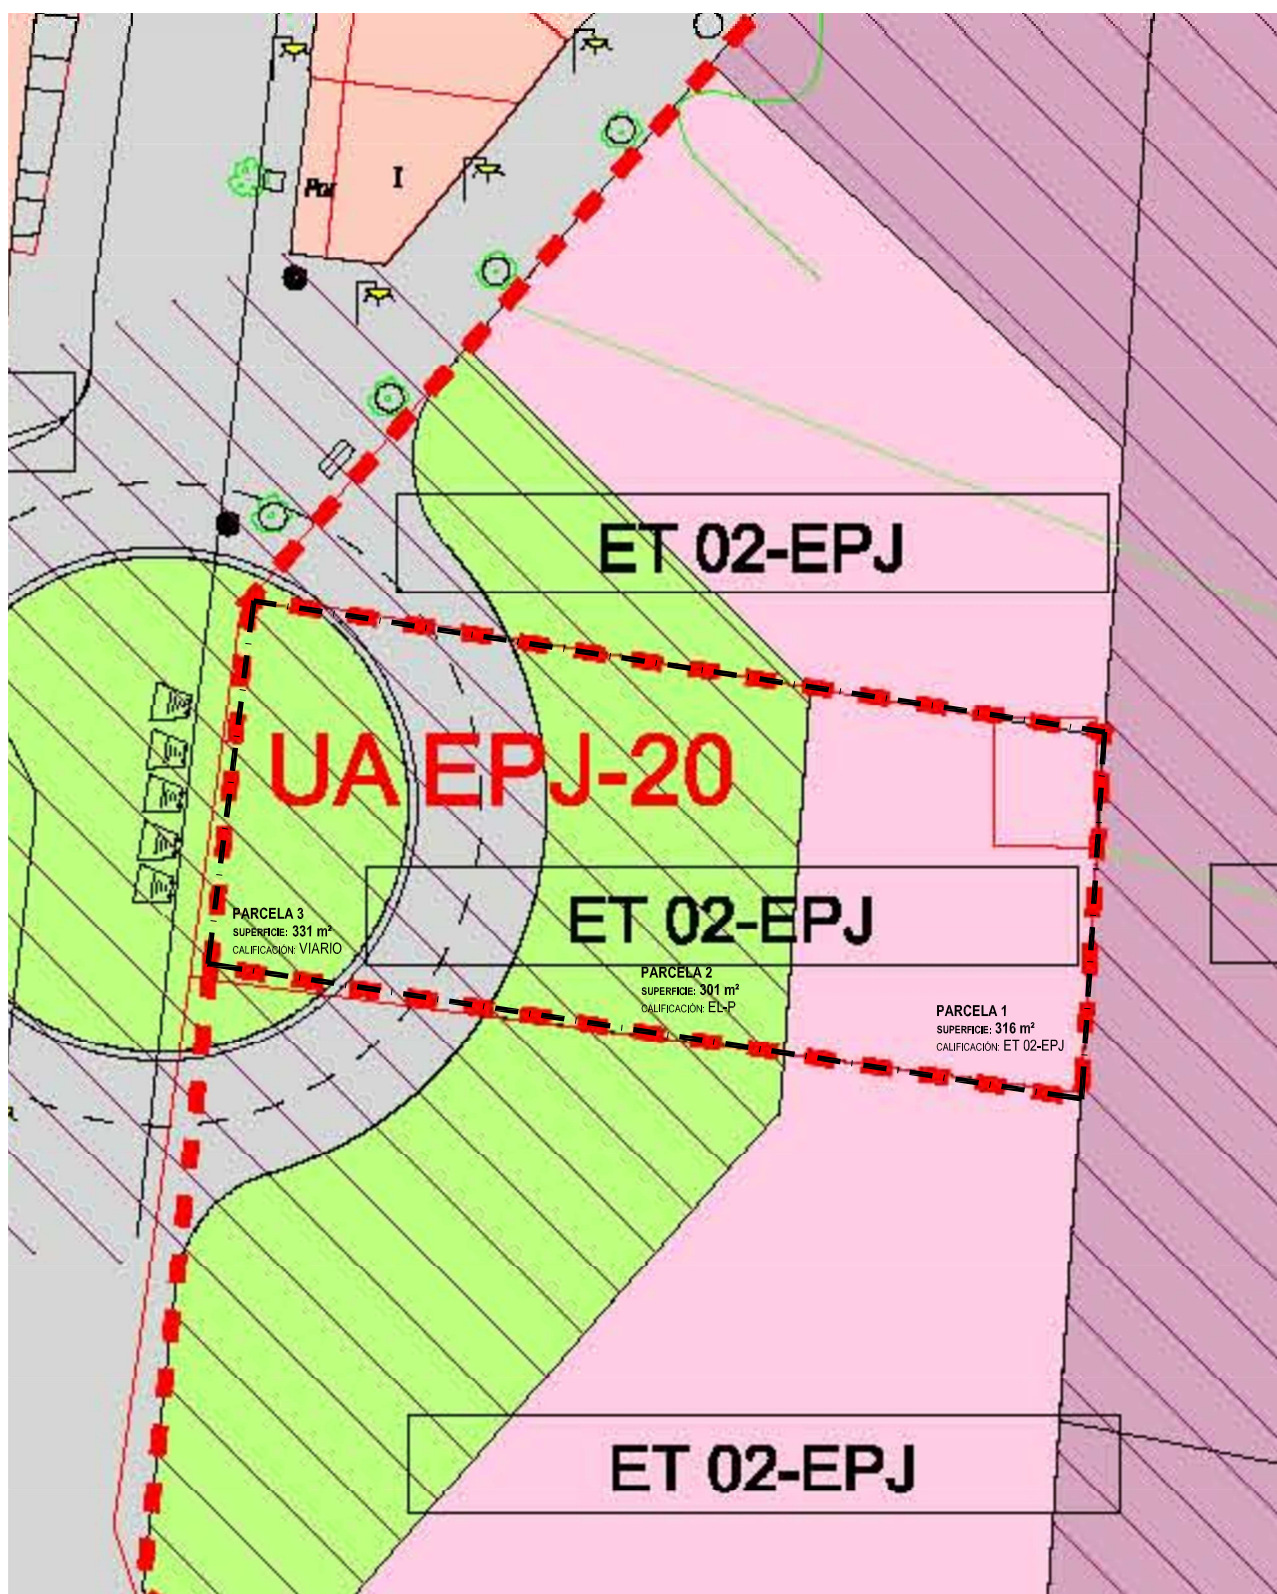 Por
I
ET 02-EPJ
UA EPJ-20
ET 02-EPJ
PARCELA 3
SUPERFICIE: 331 m²
CALIFICACIÓN: VIARIO
PARCELA 2
SUPERFICIE: 301 m²
CALIFICACIÓN: EL-P
PARCELA 1
SUPERFICIE: 316 m²
CALIFICACIÓN: ET 02-EPJ
ET 02-EPJ